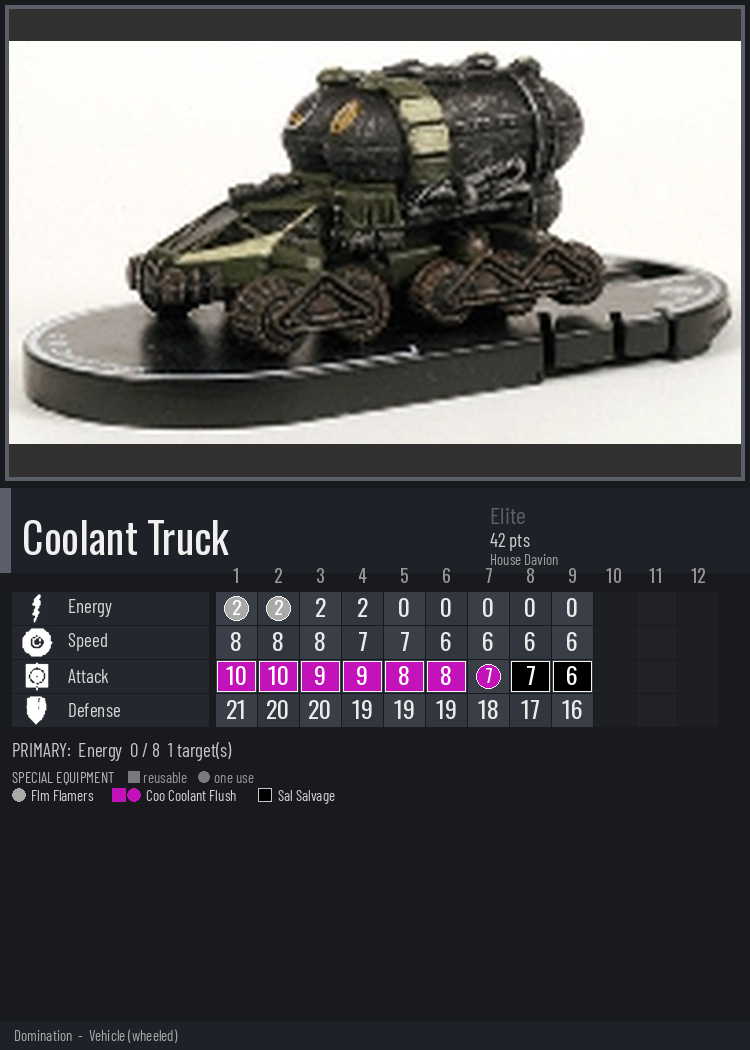 Coolant Truck
Elite
42 pts
House Davion
1 2 3 4 5 6 7 8 9 10 11 12
Energy 2 2 2 2 0 0 0 0 0
Speed 8 8 8 7 7 6 6 6 6
Attack 10 10 9 9 8 8 7 7 6
Defense 21 20 20 19 19 19 18 17 16
PRIMARY: Energy 0 / 8 1 target(s)
SPECIAL EQUIPMENT reusable one use
Flm Flamers Coo Coolant Flush Sal Salvage
Domination - Vehicle (wheeled)